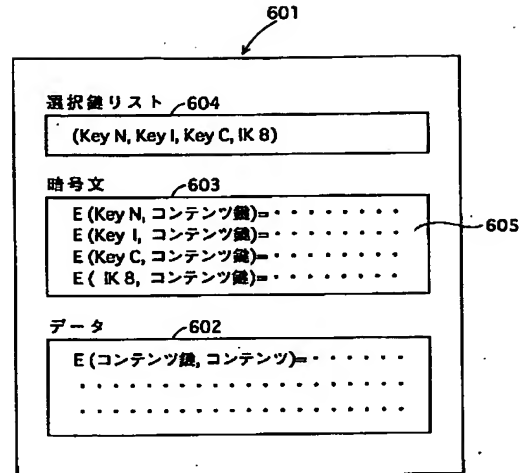 601
選択鍵リスト 604
(Key N, Key I, Key C, IK 8)
暗号文 603
E (Key N, コンテンツ鍵)=・・・・・・・・
E (Key I, コンテンツ鍵)=・・・・・・・・
E (Key C, コンテンツ鍵)=・・・・・・・・
E ( IK 8, コンテンツ鍵)=・・・・・・・・
605
データ 602
E (コンテンツ鍵, コンテンツ)=・・・・・・
・・・・・・・・・・・・・・・・・・
・・・・・・・・・・・・・・・・・・